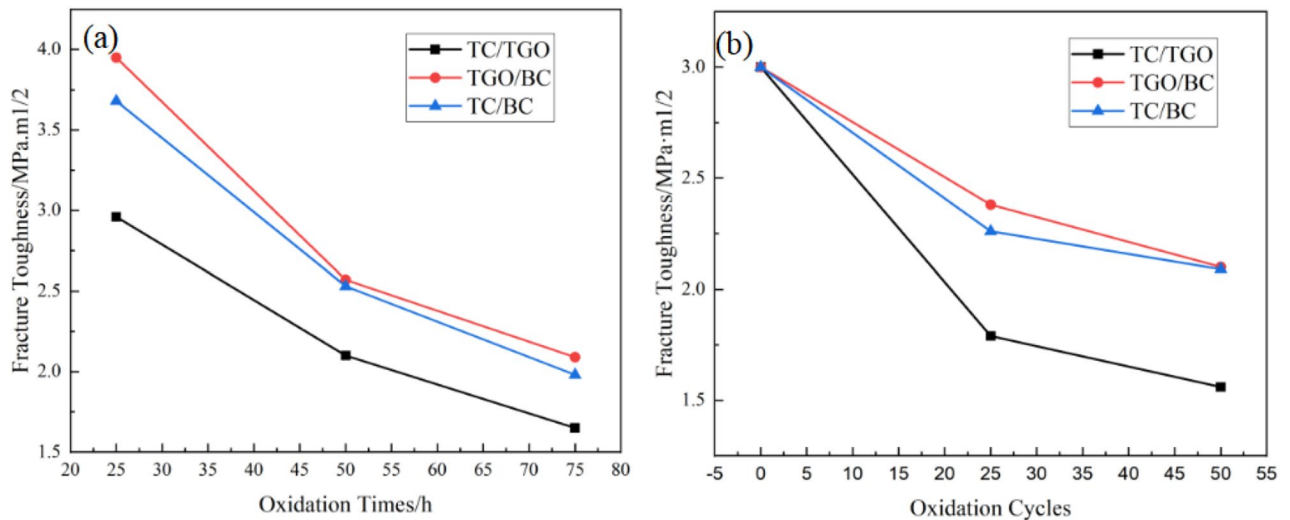 (a)
TC/TGO
TGO/BC
TC/BC
Fracture Toughness/MPa.m1/2
4.0
3.5
3.0
2.5
2.0
1.5
20 25 30 35 40 45 50 55 60 65 70 75 80
Oxidation Times/h
(b)
TC/TGO
TGO/BC
TC/BC
Fracture Toughness/MPa·m1/2
3.0
2.5
2.0
1.5
-5 0 5 10 15 20 25 30 35 40 45 50 55
Oxidation Cycles